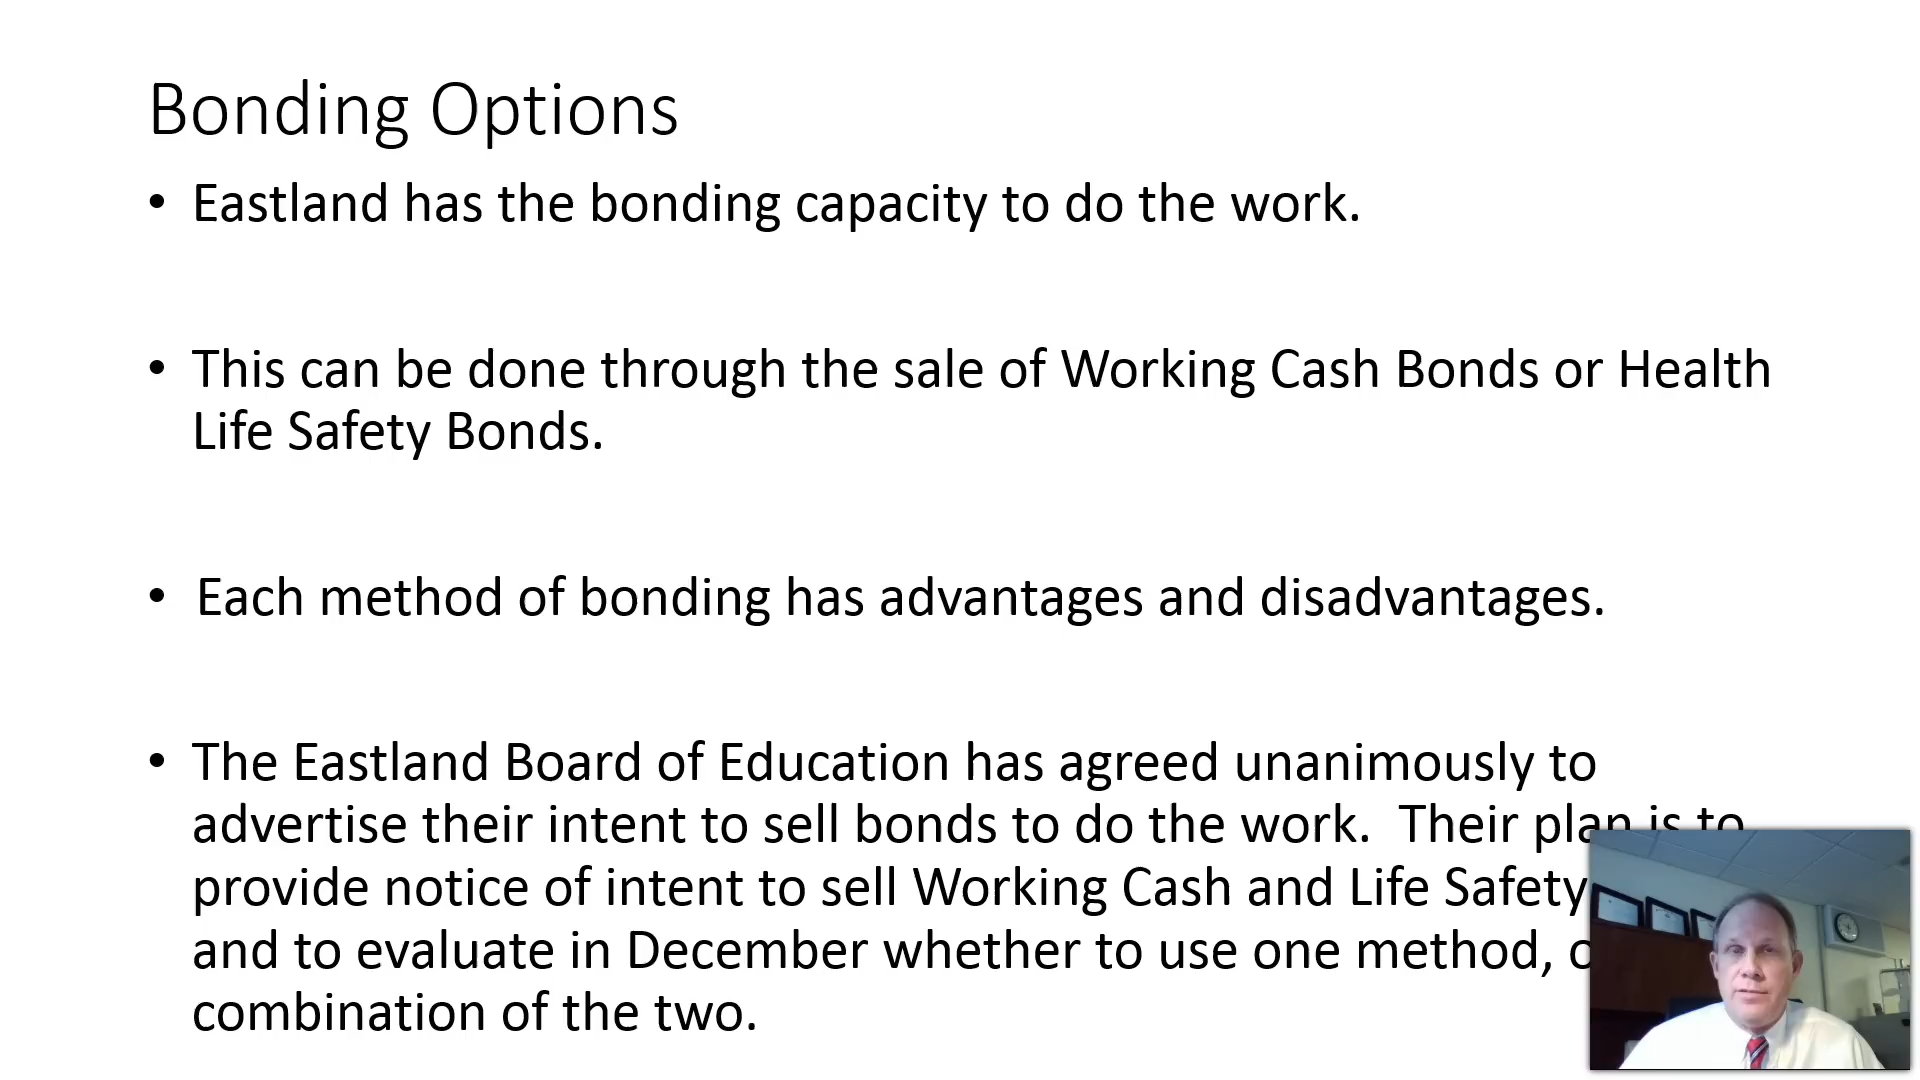 Bonding Options
• Eastland has the bonding capacity to do the work.
• This can be done through the sale of Working Cash Bonds or Health
Life Safety Bonds.
• Each method of bonding has advantages and disadvantages.
• The Eastland Board of Education has agreed unanimously to
advertise their intent to sell bonds to do the work.  Their plan is to
provide notice of intent to sell Working Cash and Life Safety
and to evaluate in December whether to use one method,
combination of the two.